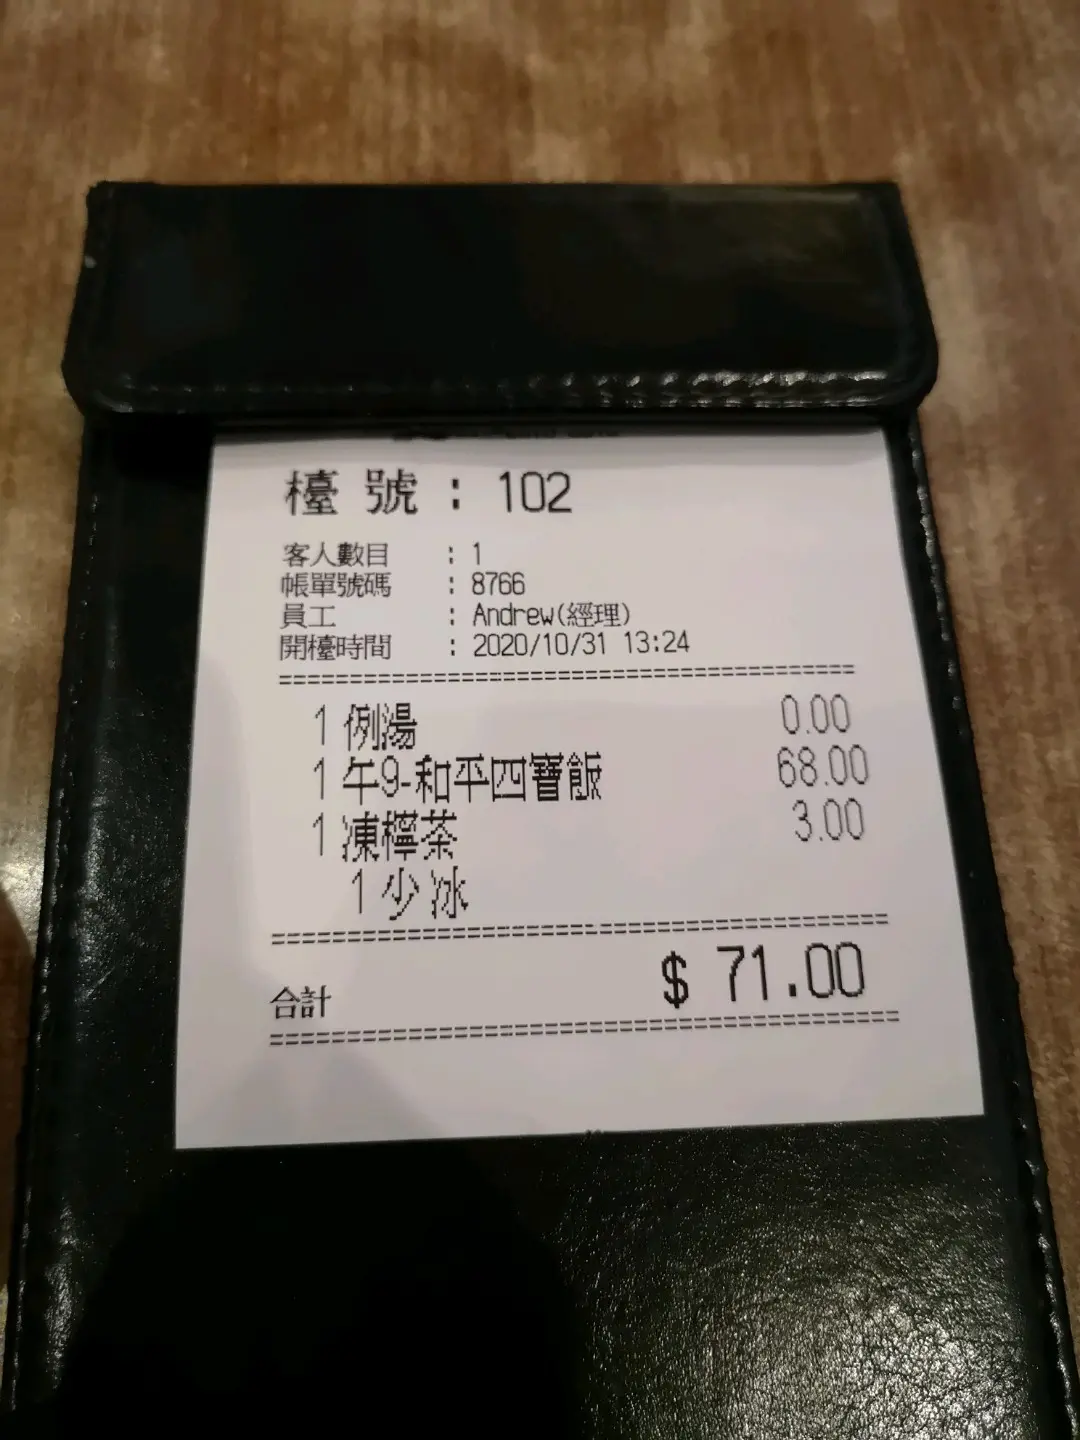 檯 號 : 102
客人數目 : 1
帳單號碼 : 8766
員工 : Andrew(經理)
開檯時間 : 2020/10/31 13:24
1 例湯 0.00
1 午9-和平四寶飯 68.00
1 凍檸茶 3.00
1 少冰
合計 $ 71.00